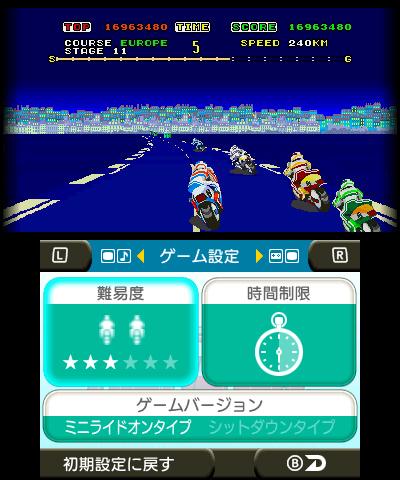 TOP 16963480 TIME SCORE 16963480
COURSE EUROPE 5 SPEED 240KM
STAGE 11
S G
L ゲーム設定 R
難易度 時間制限
ゲームバージョン
ミニライドオンタイプ シットダウンタイプ
初期設定に戻す B